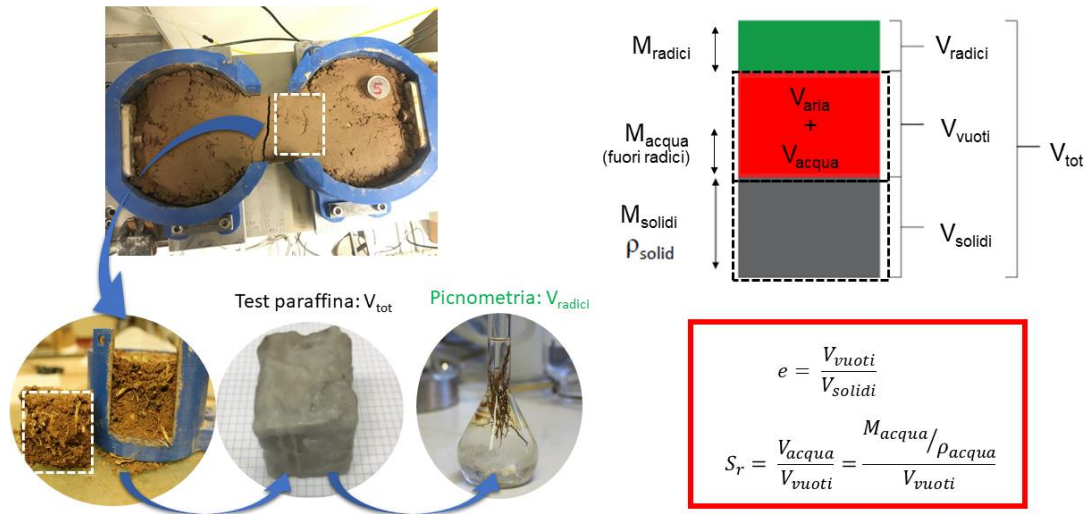 5
Test paraffina: V_tot
Picnometria: V_radici
M_radici
M_acqua
(fuori radici)
M_solidi
ρ_solid
V_aria
+
V_acqua
V_radici
V_vuoti
V_solidi
V_tot
e = V_vuoti / V_solidi
S_r = V_acqua / V_vuoti = M_acqua/ρ_acqua / V_vuoti